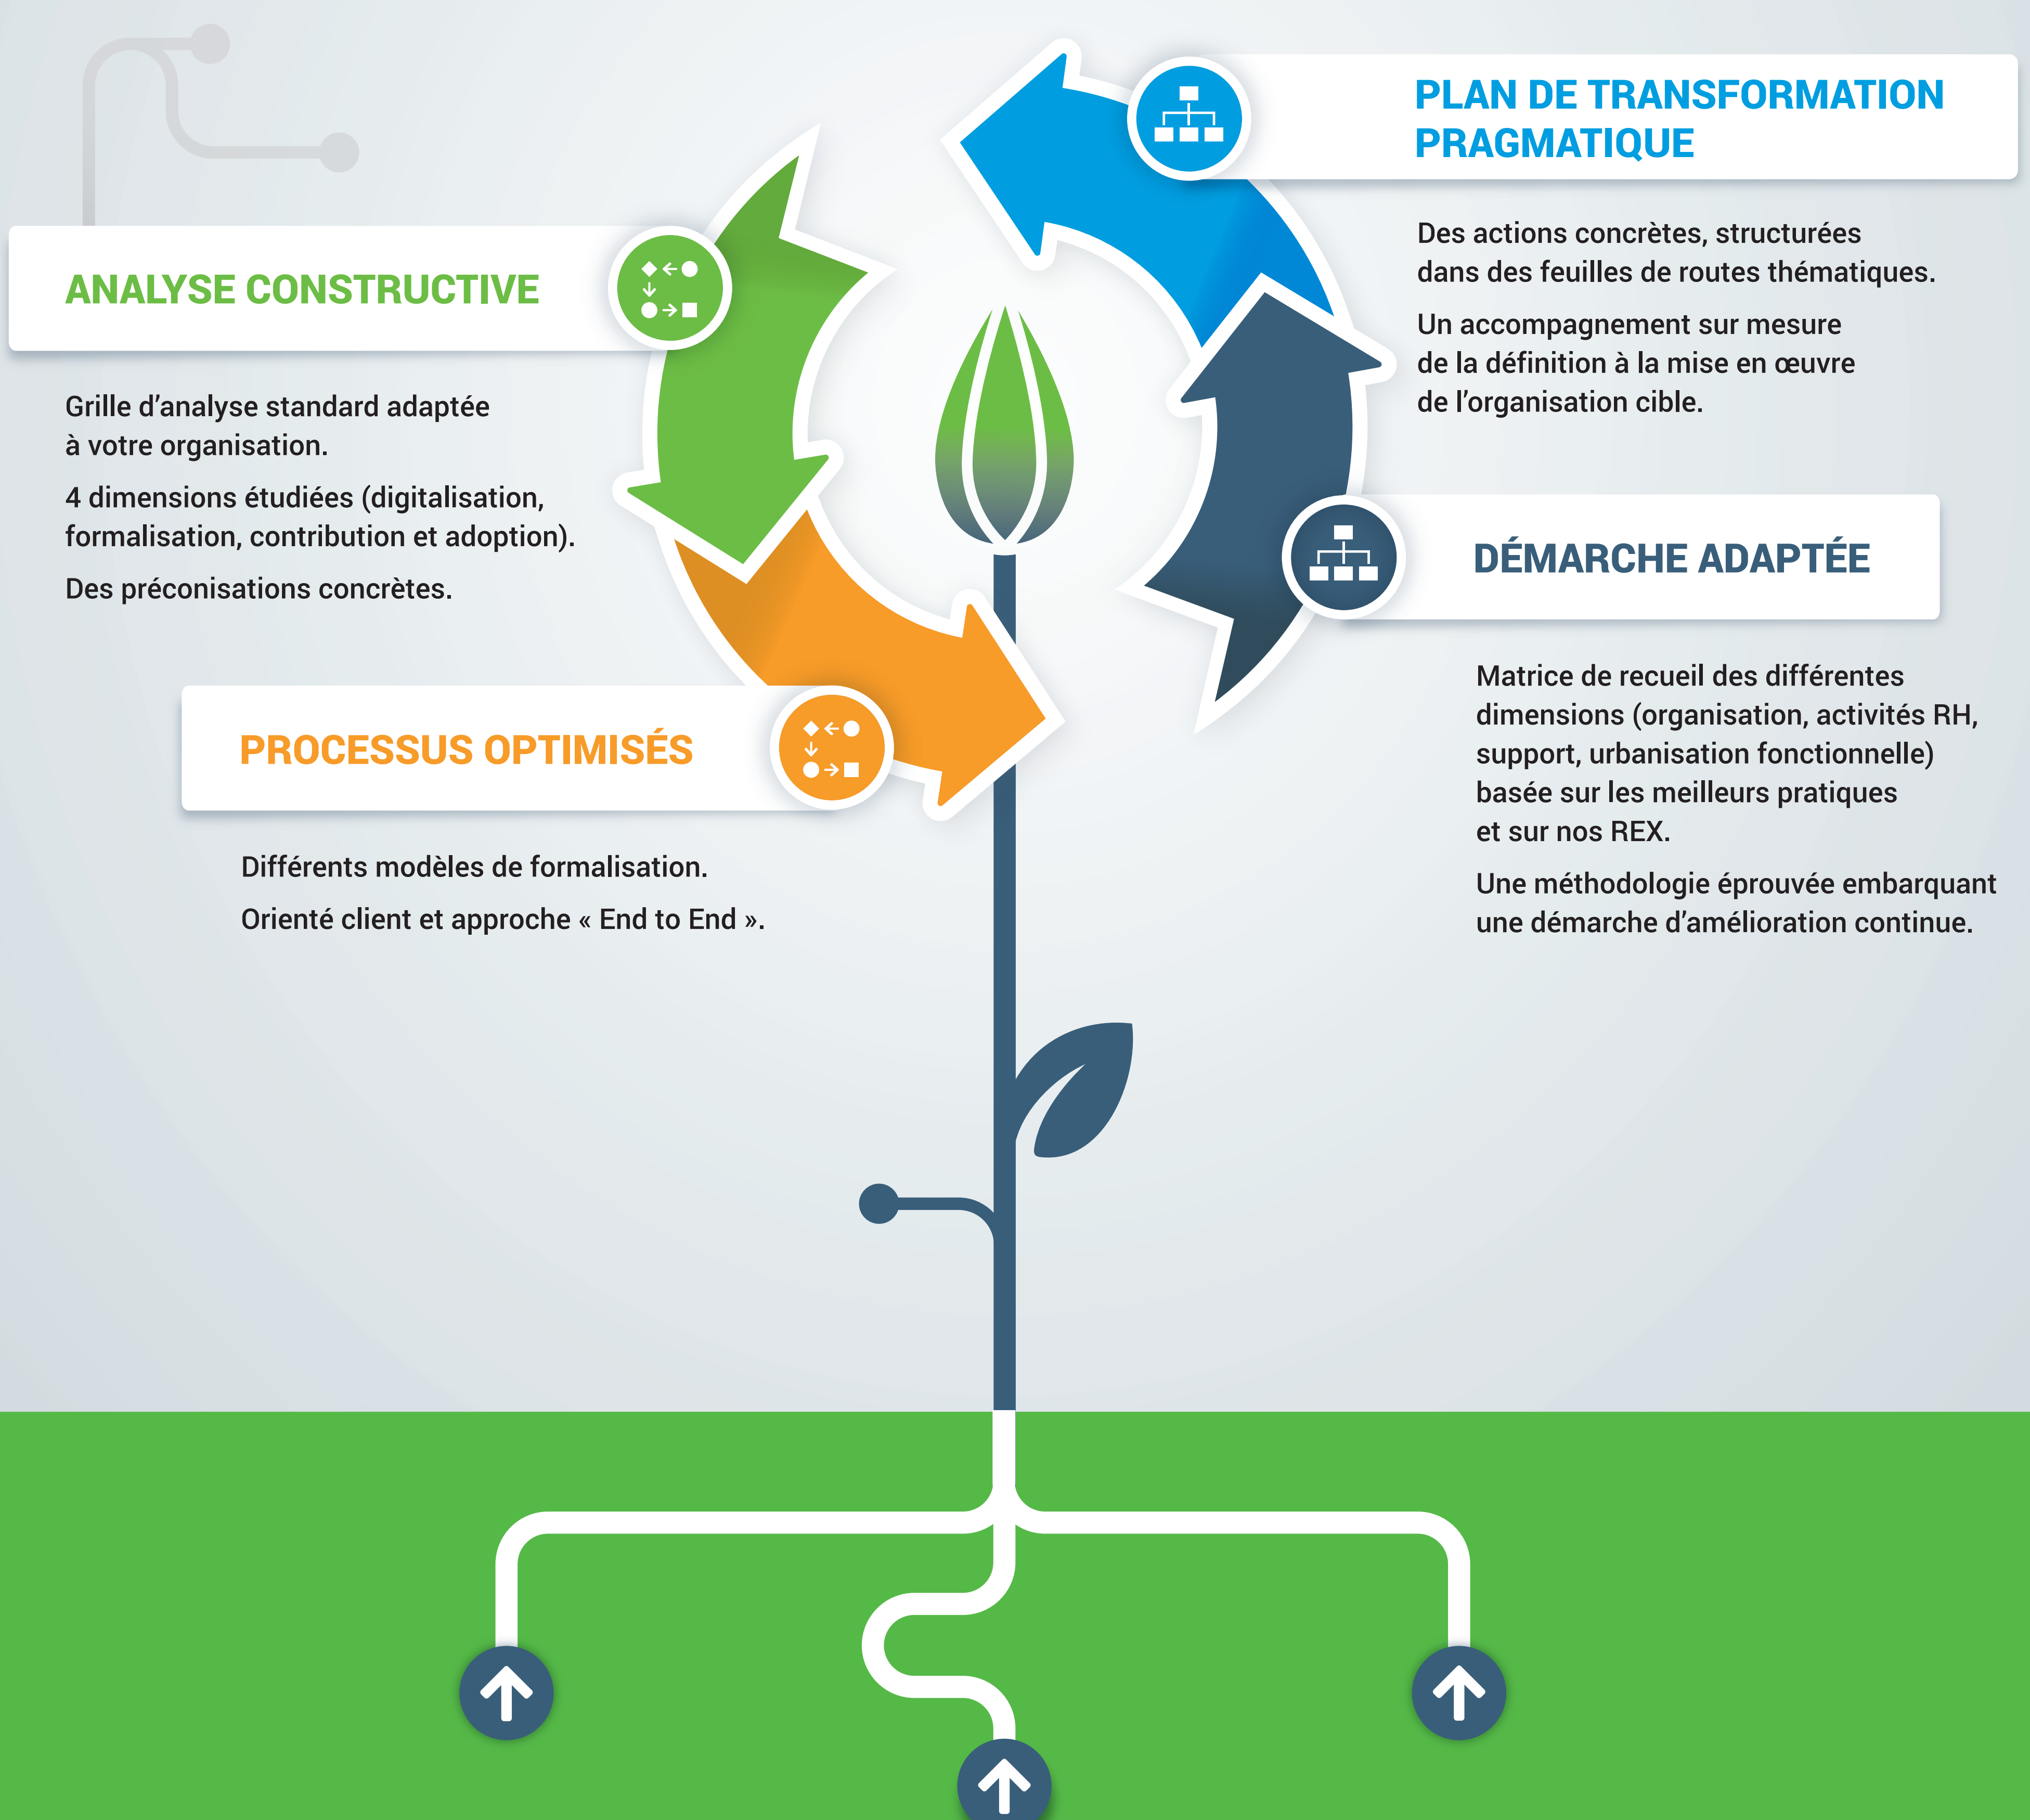 ANALYSE CONSTRUCTIVE
Grille d’analyse standard adaptée
à votre organisation.
4 dimensions étudiées (digitalisation,
formalisation, contribution et adoption).
Des préconisations concrètes.
PROCESSUS OPTIMISÉS
Différents modèles de formalisation.
Orienté client et approche « End to End ».
PLAN DE TRANSFORMATION
PRAGMATIQUE
Des actions concrètes, structurées
dans des feuilles de routes thématiques.
Un accompagnement sur mesure
de la définition à la mise en œuvre
de l’organisation cible.
DÉMARCHE ADAPTÉE
Matrice de recueil des différentes
dimensions (organisation, activités RH,
support, urbanisation fonctionnelle)
basée sur les meilleurs pratiques
et sur nos REX.
Une méthodologie éprouvée embarquant
une démarche d’amélioration continue.